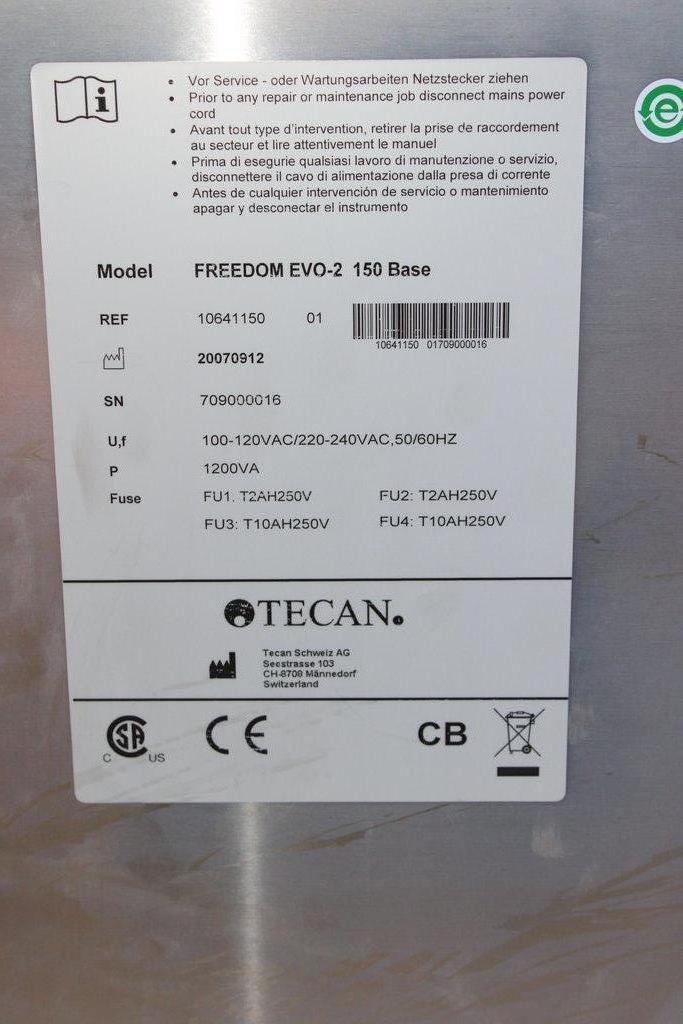 • Vor Service - oder Wartungsarbeiten Netzstecker ziehen
• Prior to any repair or maintenance job disconnect mains power
cord
• Avant tout type d'intervention, retirer la prise de raccordement
au secteur et lire attentivement le manuel
• Prima di esegurie qualsiasi lavoro di manutenzione o servizio,
disconnettere il cavo di alimentazione dalla presa di corrente
• Antes de cualquier intervención de servicio o mantenimiento
apagar y desconectar el instrumento
Model FREEDOM EVO-2 150 Base
REF 10641150 01
10641150 01709000016
20070912
SN 709000016
U,f 100-120VAC/220-240VAC,50/60HZ
P 1200VA
Fuse FU1. T2AH250V FU2: T2AH250V
FU3: T10AH250V FU4: T10AH250V
TECAN.
Tecan Schweiz AG
Seestrasse 103
CH-8708 Männedorf
Switzerland
C SA US CE CB
e